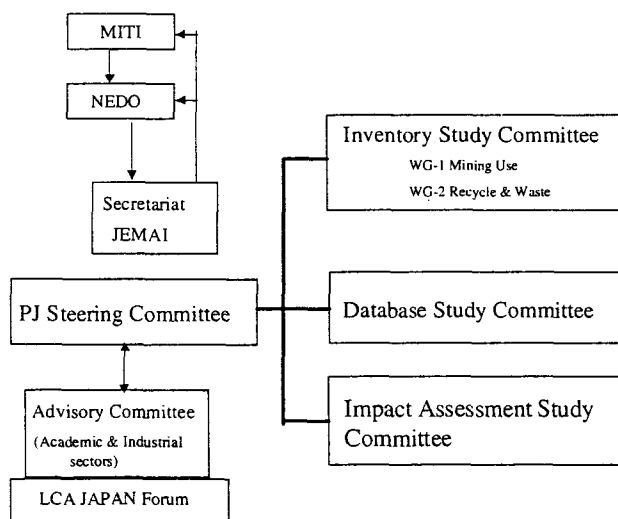 MITI
NEDO
Secretariat
JEMAI
PJ Steering Committee
Advisory Committee
(Academic & Industrial
sectors)
LCA JAPAN Forum
Inventory Study Committee
WG-1 Mining Use
WG-2 Recycle & Waste
Database Study Committee
Impact Assessment Study
Committee